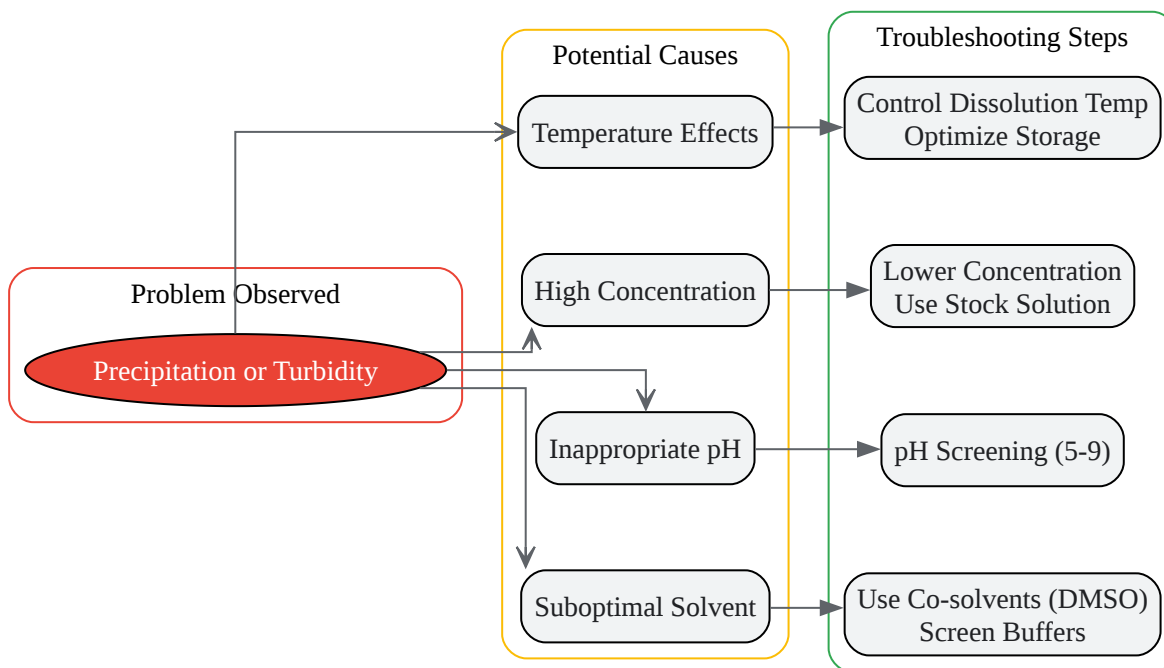 Problem Observed
Precipitation or Turbidity
Potential Causes
Temperature Effects
High Concentration
Inappropriate pH
Suboptimal Solvent
Troubleshooting Steps
Control Dissolution Temp
Optimize Storage
Lower Concentration
Use Stock Solution
pH Screening (5-9)
Use Co-solvents (DMSO)
Screen Buffers